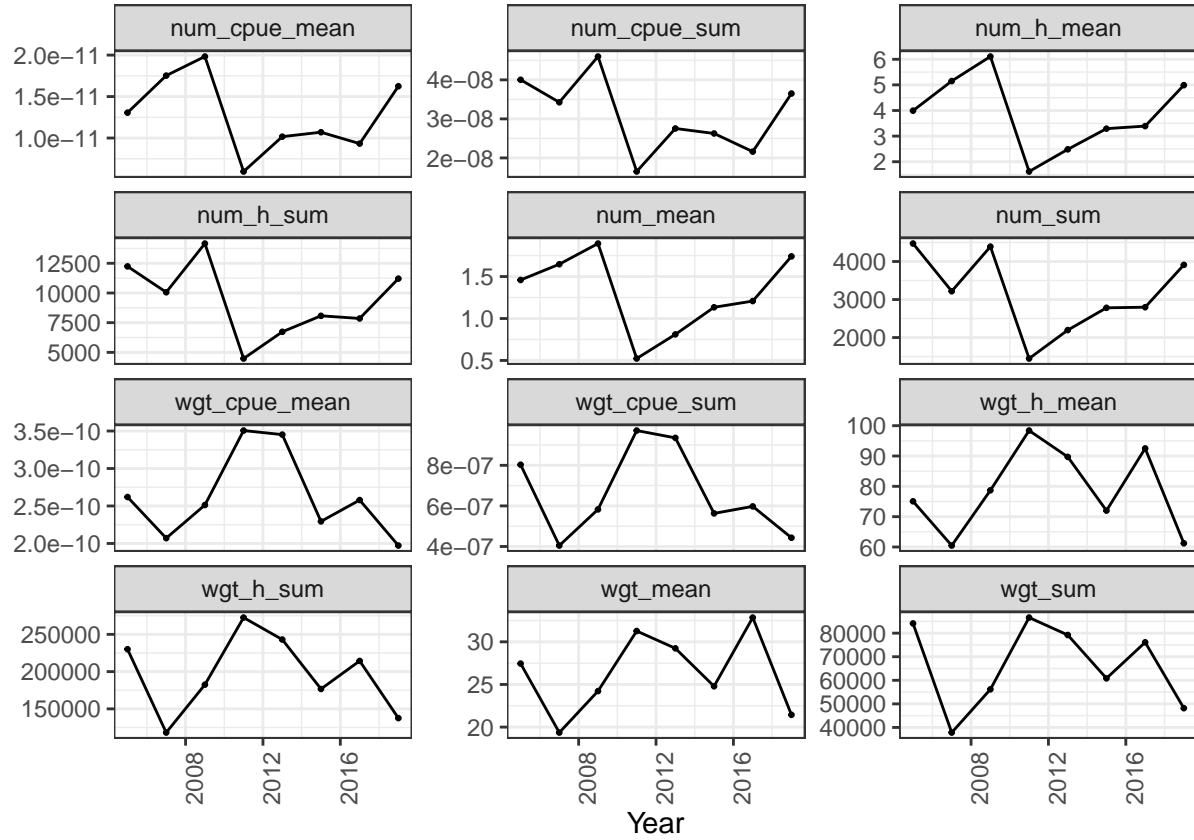 num_cpue_mean
num_cpue_sum
num_h_mean
2.0e−11
1.5e−11
1.0e−11
4e−08
3e−08
2e−08
6
5
4
3
2
num_h_sum
num_mean
num_sum
12500
10000
7500
5000
1.5
1.0
0.5
4000
3000
2000
wgt_cpue_mean
wgt_cpue_sum
wgt_h_mean
3.5e−10
3.0e−10
2.5e−10
2.0e−10
8e−07
6e−07
4e−07
100
90
80
70
60
wgt_h_sum
wgt_mean
wgt_sum
250000
200000
150000
30
25
20
80000
70000
60000
50000
40000
2008
2012
2016
2008
2012
2016
2008
2012
2016
Year